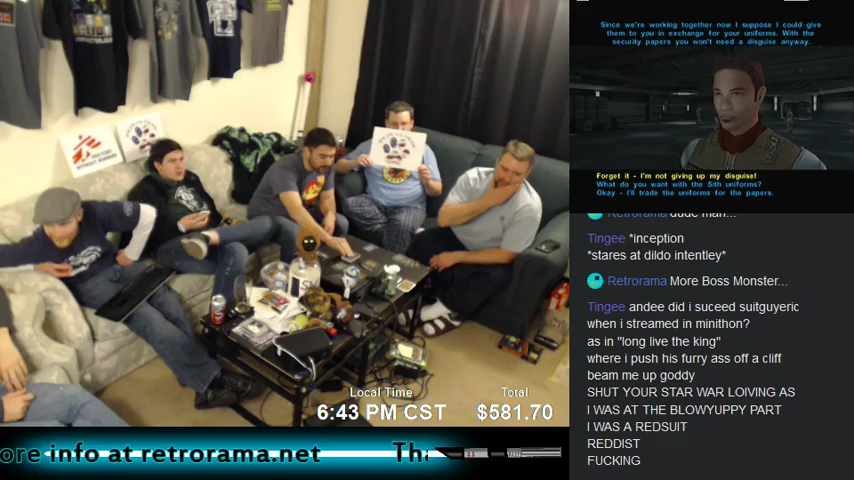 Since we're working together now I suppose I could give
them to you in exchange for your uniforms. With the
security papers you won't need a disguise anyway.
Forget it - I'm not giving up my disguise!
What do you want with the Sith uniforms?
Okay - I'll trade the uniforms for the papers.
Retrorama dude man...
Tingee *inception
*stares at dildo intentley*
Retrorama More Boss Monster...
Tingee andee did i suceed suitguyeric
when i streamed in minithon?
as in "long live the king"
where i push his furry ass off a cliff
beam me up goddy
SHUT YOUR STAR WAR LOIVING AS
I WAS AT THE BLOWYUPPY PART
I WAS A REDSUIT
REDDIST
FUCKING
DOCTORS
WITHOUT BORDERS
Local Time
6:43 PM CST
Total
$581.70
ore info at retrorama.net
Th